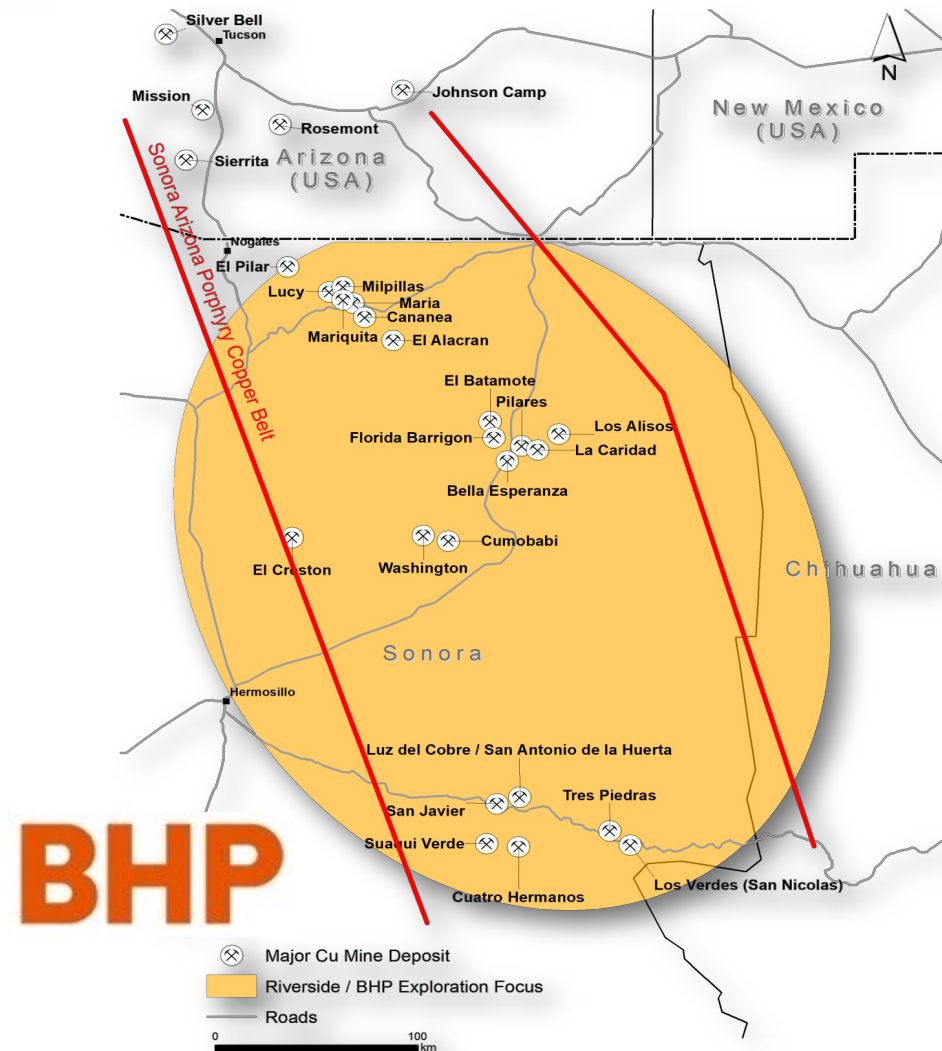 Silver Bell
Tucson
Mission
Johnson Camp
Rosemont
Sierrita
Arizona
(USA)
New Mexico
(USA)
N
Sonora Arizona Porphyry Copper Belt
Nogales
El Pilar
Lucy
Milpillas
Maria
Cananea
Mariquita
El Alacran
El Batamote
Pilares
Florida Barrigon
Los Alisos
La Caridad
Bella Esperanza
El Creston
Washington
Cumobabi
Chihuahua
Sonora
Hermosillo
Luz del Cobre / San Antonio de la Huerta
San Javier
Tres Piedras
Suaqui Verde
Cuatro Hermanos
Los Verdes (San Nicolas)
BHP
Major Cu Mine Deposit
Riverside / BHP Exploration Focus
Roads
0 100
km